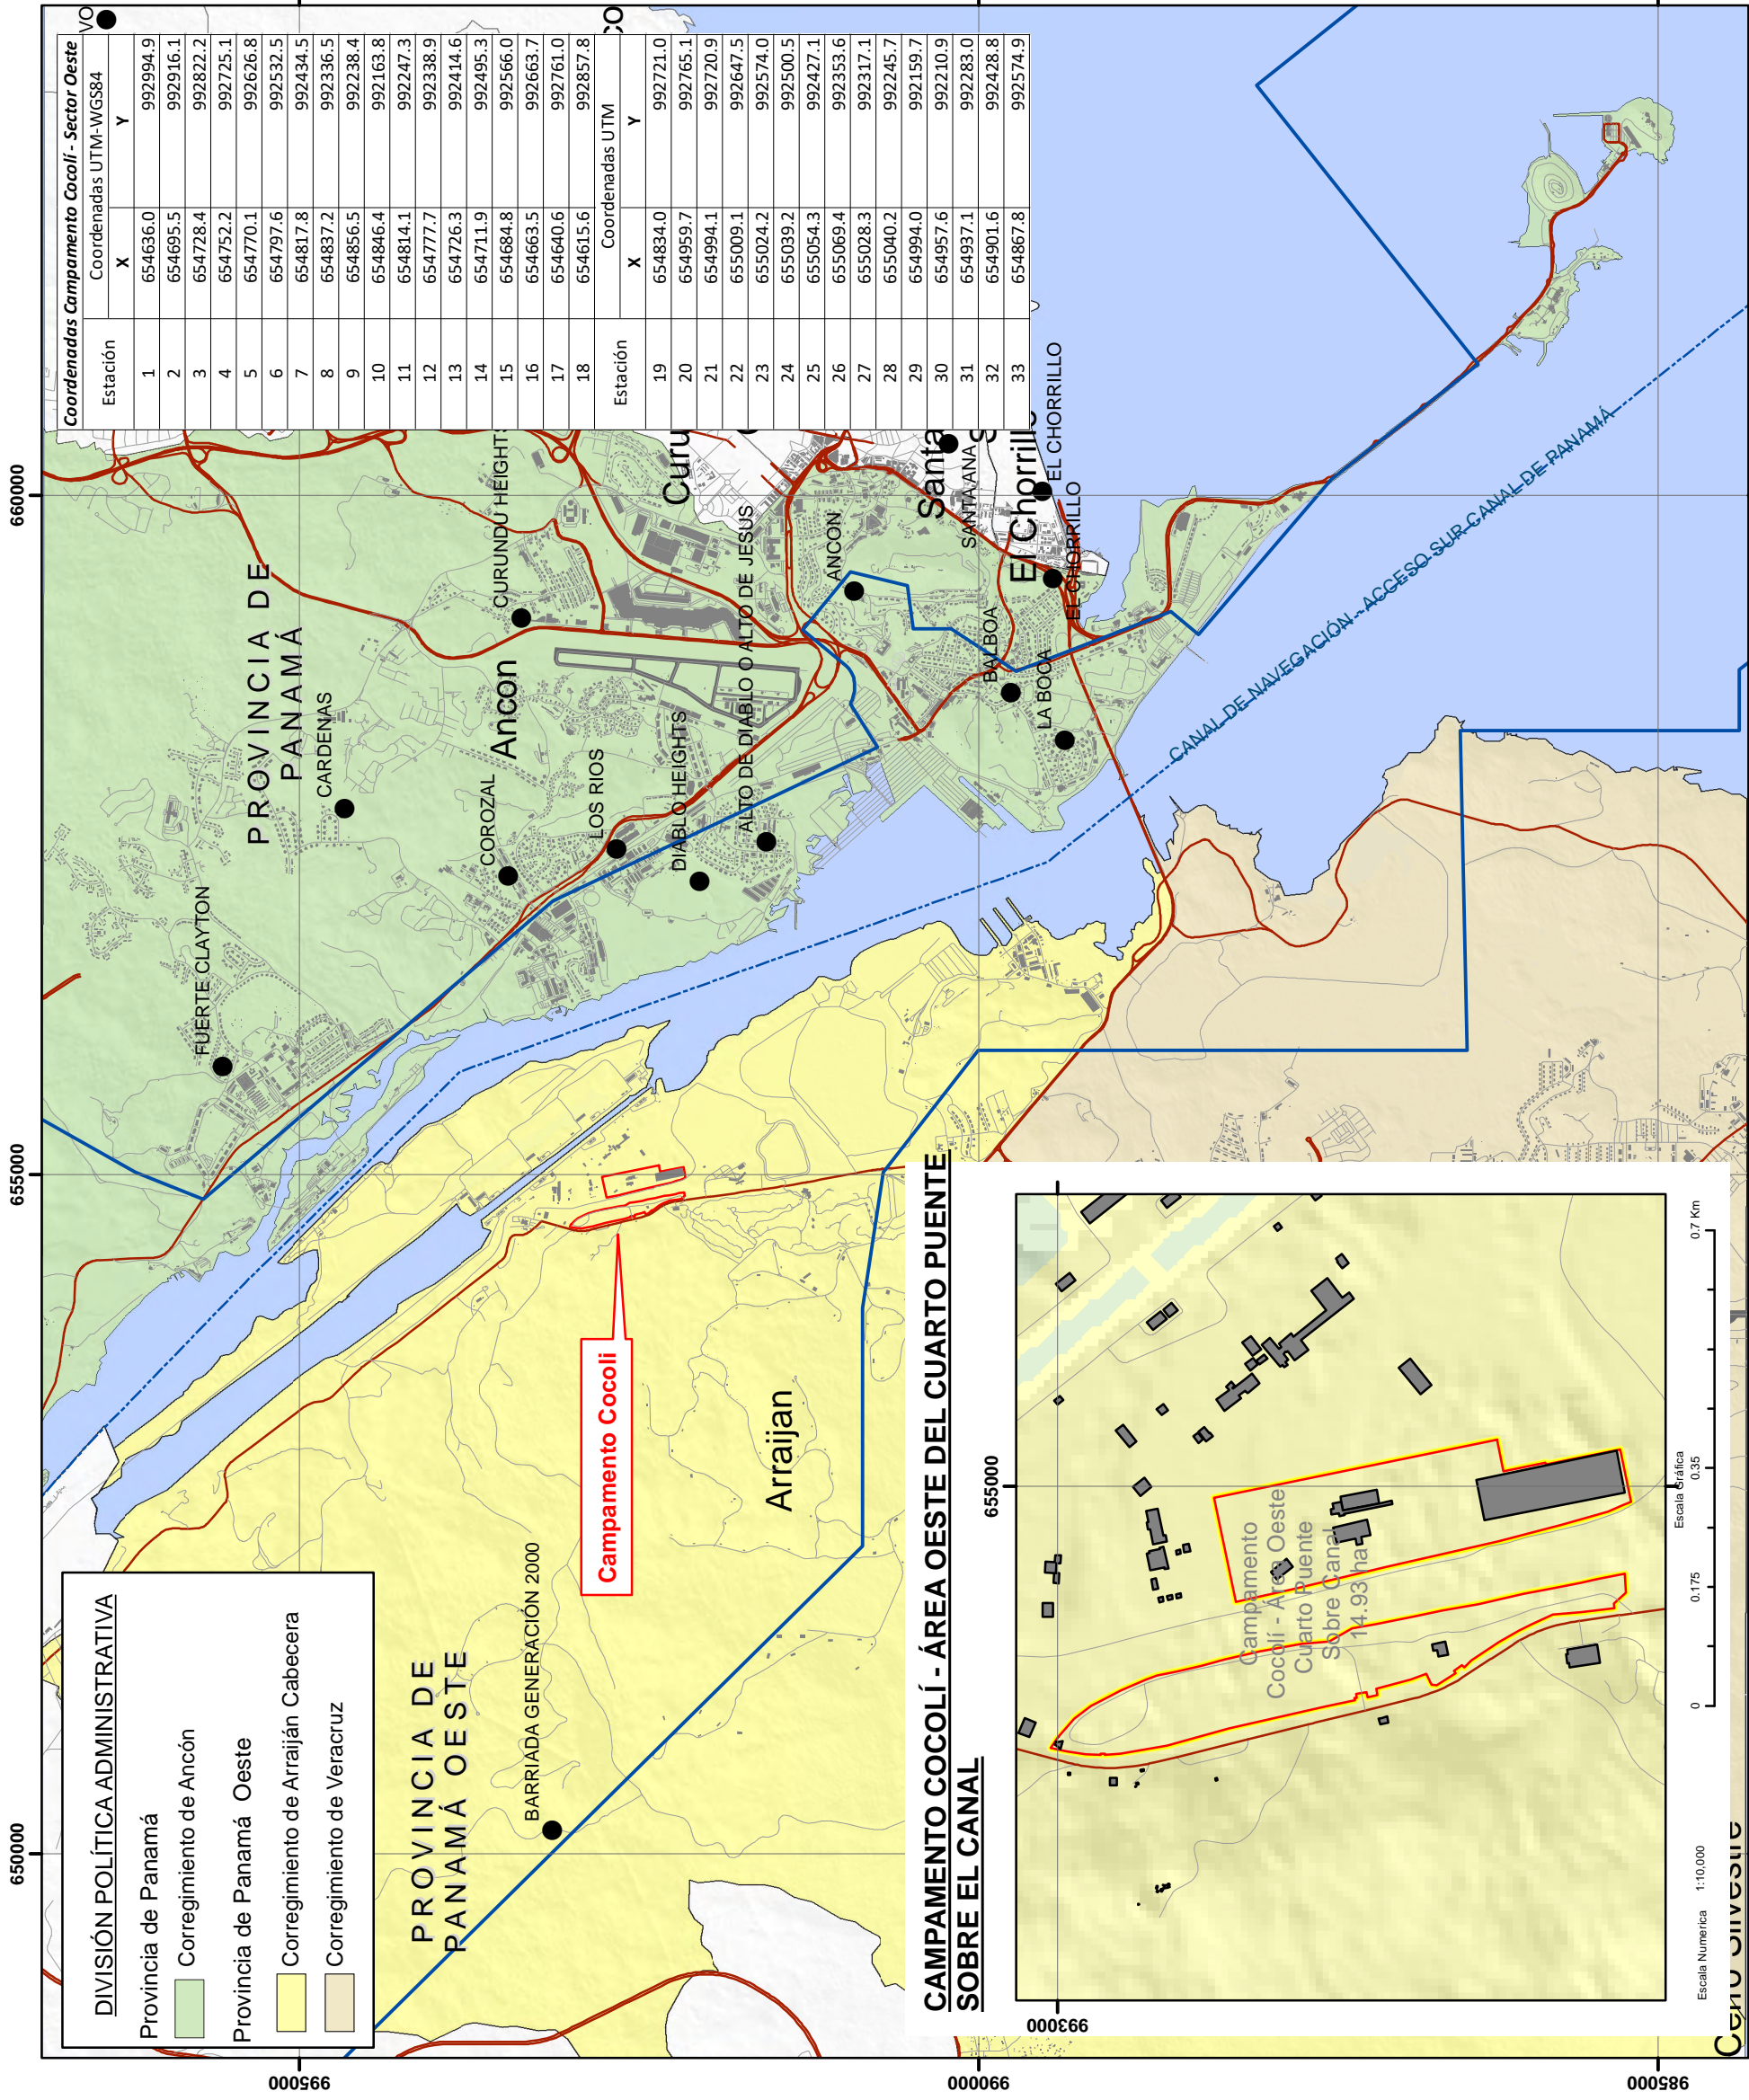 Coordenadas Campamento Cocolí - Sector Oeste
Estación Coordenadas UTM-WGS84
X Y
1 654636.0 992994.9
2 654695.5 992916.1
3 654728.4 992822.2
4 654752.2 992725.1
5 654770.1 992626.8
6 654797.6 992532.5
7 654817.8 992434.5
8 654837.2 992336.5
9 654856.5 992238.4
10 654846.4 992163.8
11 654814.1 992247.3
12 654777.7 992338.9
13 654726.3 992414.6
14 654711.9 992495.3
15 654684.8 992566.0
16 654663.5 992663.7
17 654640.6 992761.0
18 654615.6 992857.8
Estación Coordenadas UTM
X Y
19 654834.0 992721.0
20 654959.7 992765.1
21 654994.1 992720.9
22 655009.1 992647.5
23 655024.2 992574.0
24 655039.2 992500.5
25 655054.3 992427.1
26 655069.4 992353.6
27 655028.3 992317.1
28 655040.2 992245.7
29 654994.0 992159.7
30 654957.6 992210.9
31 654937.1 992283.0
32 654901.6 992428.8
33 654867.8 992574.9
VO
CO
650000
655000
660000
995000
990000
985000
PROVINCIA DE
PANAMÁ
CARDENAS
FUERTE CLAYTON
CURUNDU HEIGHTS
Ancon
COROZAL
LOS RIOS
DIABLO HEIGHTS
ALTO DE DIABLO O ALTO DE JESUS
Curu
ANCON
Santa
SANTA ANA
El Chorrillo
EL CHORRILLO
EL CHORRILLO
BALBOA
LA BOCA
CANAL DE NAVEGACIÓN - ACCESO SUR CANAL DE PANAMÁ
Campamento Cocoli
Arraijan
BARRIADA GENERACIÓN 2000
PROVINCIA DE
PANAMÁ OESTE
DIVISIÓN POLÍTICA ADMINISTRATIVA
Provincia de Panamá
Corregimiento de Ancón
Provincia de Panamá Oeste
Corregimiento de Arraiján Cabecera
Corregimiento de Veracruz
CAMPAMENTO COCOLÍ - ÁREA OESTE DEL CUARTO PUENTE
SOBRE EL CANAL
655000
993000
Campamento
Cocolí - Área Oeste
Cuarto Puente
Sobre Canal
14.93 ha
Escala Numerica 1:10,000
Escala Gráfica
0 0.175 0.35 0.7 Km
Cerro Silvestre